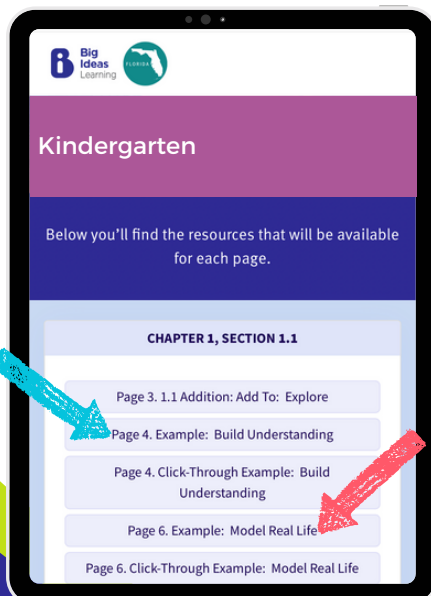 Big
Ideas
Learning
FLORIDA
Kindergarten
Below you'll find the resources that will be available
for each page.
CHAPTER 1, SECTION 1.1
Page 3. 1.1 Addition: Add To: Explore
Page 4. Example: Build Understanding
Page 4. Click-Through Example: Build
Understanding
Page 6. Example: Model Real Life
Page 6. Click-Through Example: Model Real Life